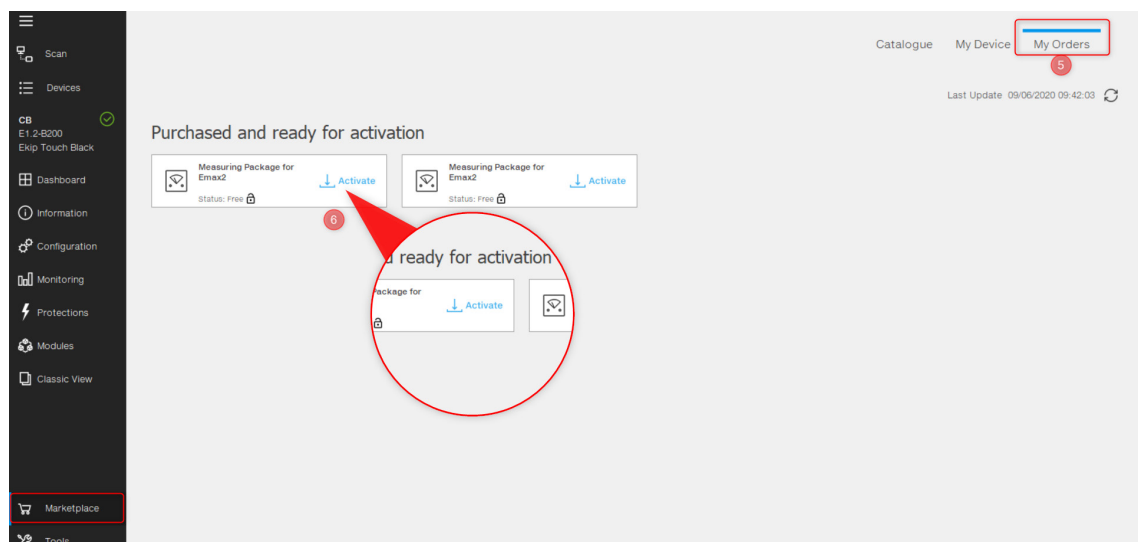 Scan
Devices
CB
E1.2-B200
Ekip Touch Black
Dashboard
Information
Configuration
Monitoring
Protections
Modules
Classic View
Marketplace
Tools
Catalogue My Device My Orders
5
Last Update 09/06/2020 09:42:03
Purchased and ready for activation
Measuring Package for
Emax2
Activate
Status: Free
Measuring Package for
Emax2
Activate
Status: Free
6
d ready for activation
Package for
Activate